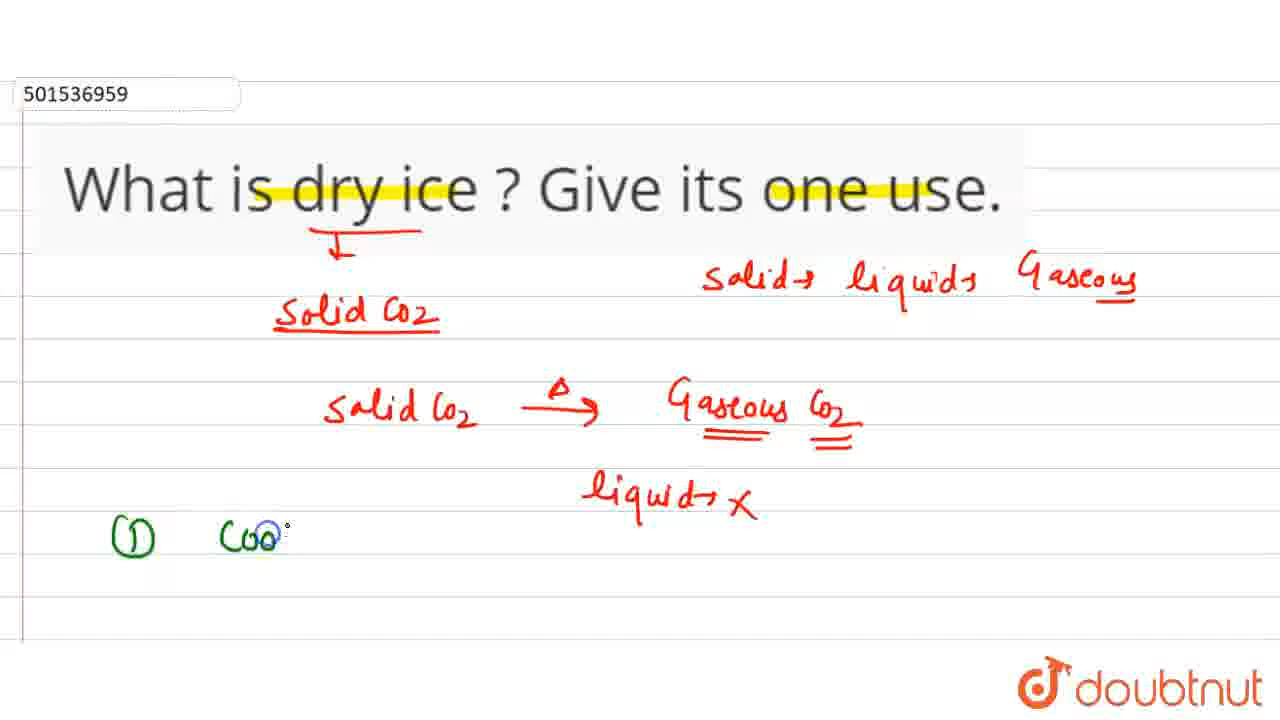 501536959
What is dry ice ? Give its one use.
Solid → liquid → Gaseous
Solid CO2
Solid CO2 Δ→ Gaseous CO2
liquid → X
① Coo
doubtnut